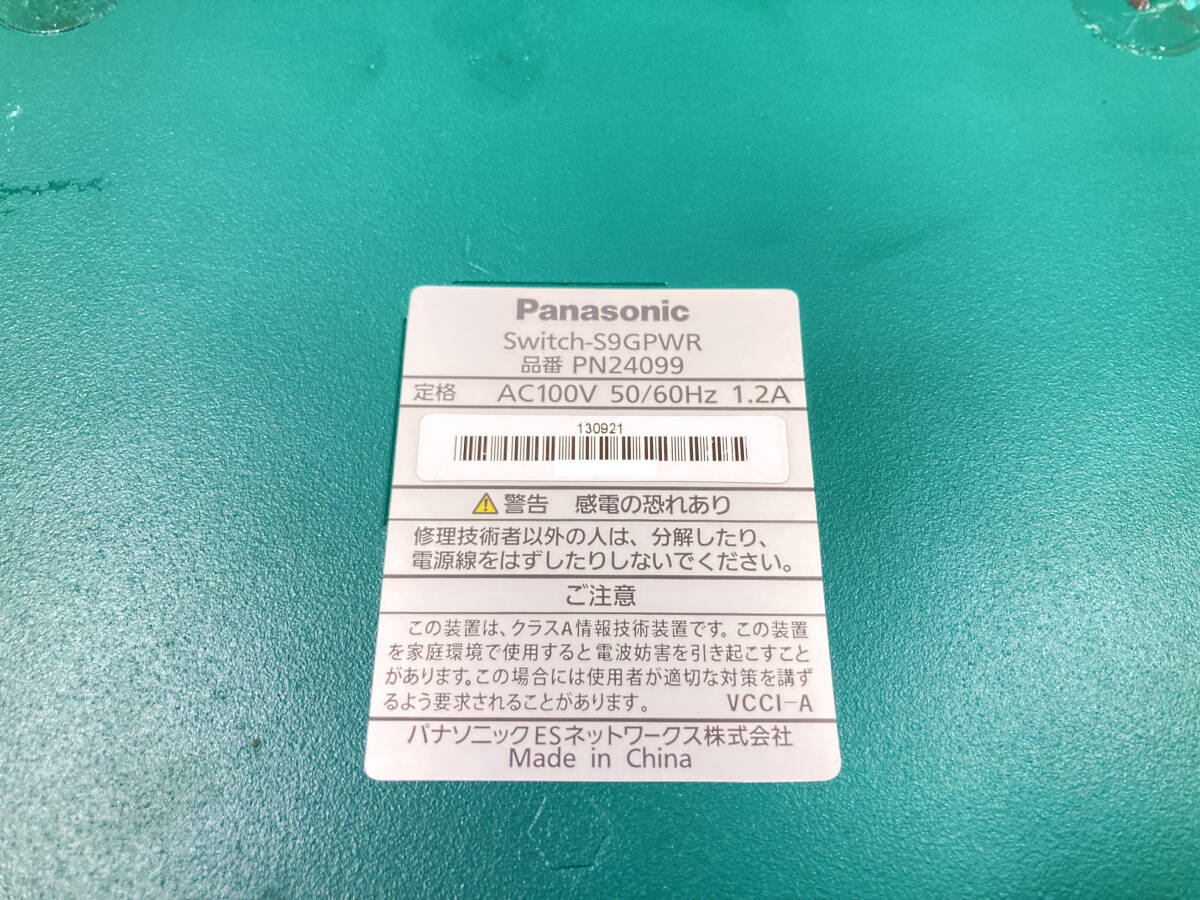 Panasonic
Switch-S9GPWR
品番 PN24099
定格 AC100V 50/60Hz 1.2A
130921
警告 感電の恐れあり
修理技術者以外の人は、分解したり、
電源線をはずしたりしないでください。
ご注意
この装置は、クラスA情報技術装置です。この装置
を家庭環境で使用すると電波妨害を引き起こすこと
があります。この場合には使用者が適切な対策を講ず
るよう要求されることがあります。 VCCI-A
パナソニックESネットワークス株式会社
Made in China